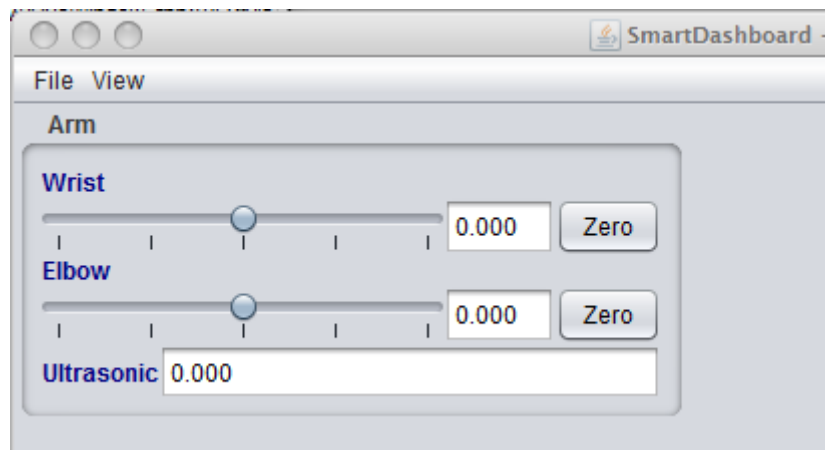 SmartDashboard -
File View
Arm
Wrist
0.000 Zero
Elbow
0.000 Zero
Ultrasonic 0.000